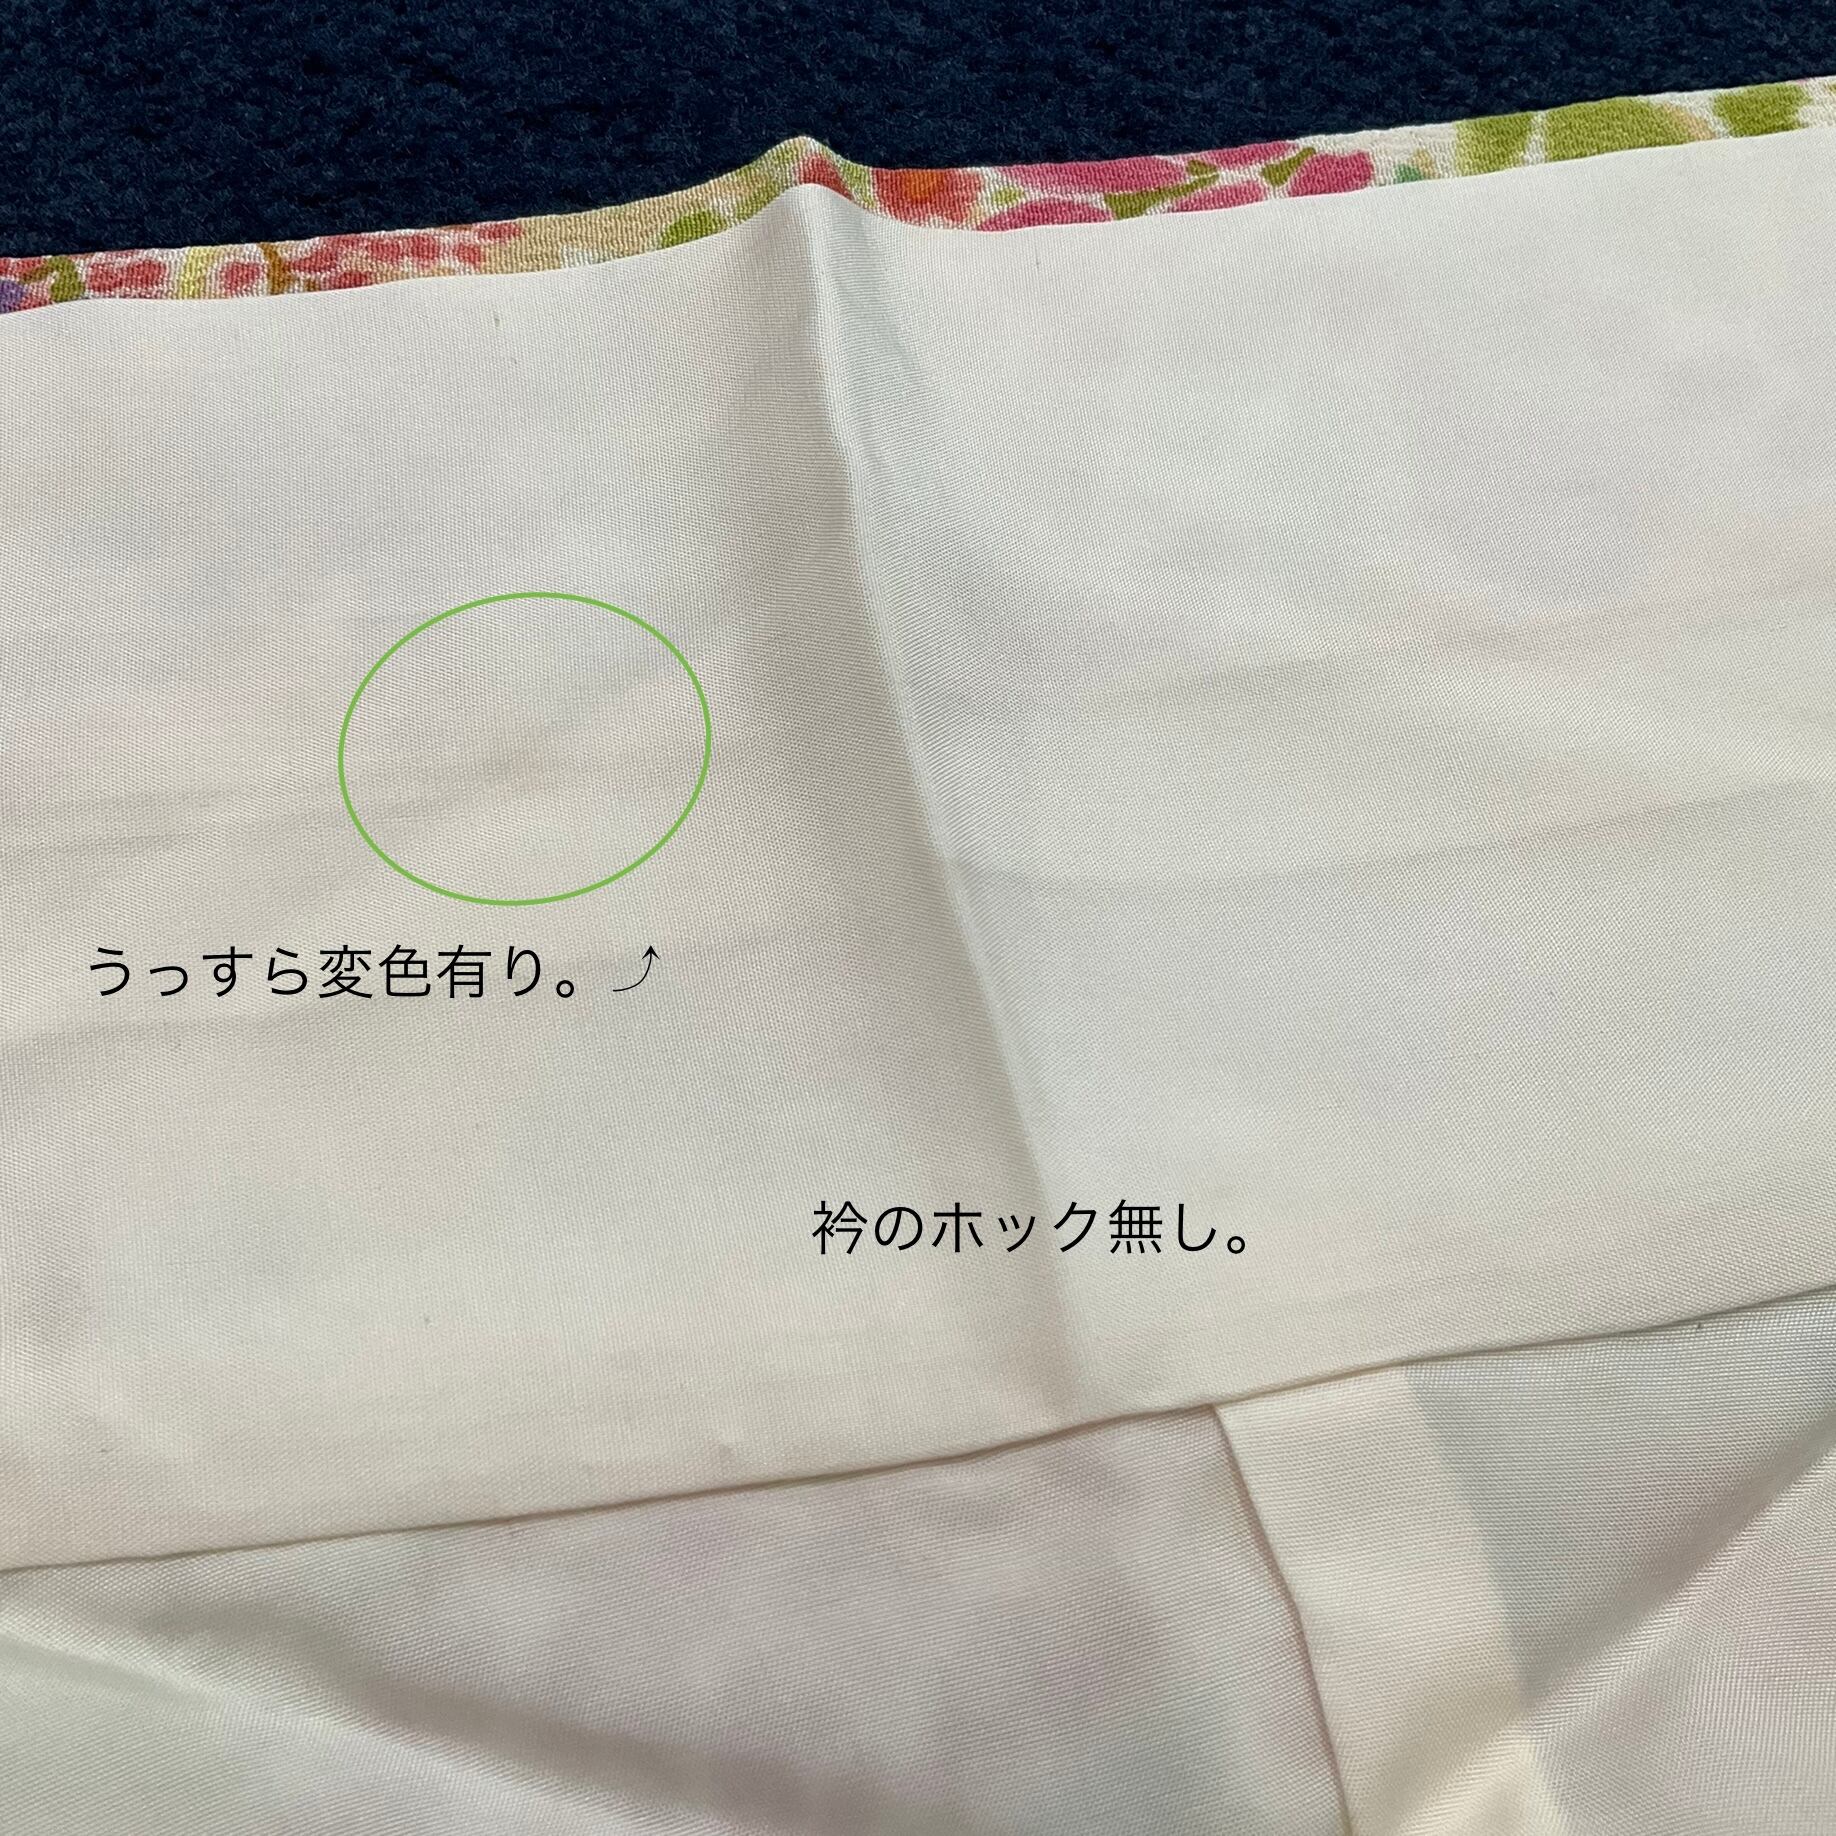 うっすら変色有り。⤴
衿のホック無し。